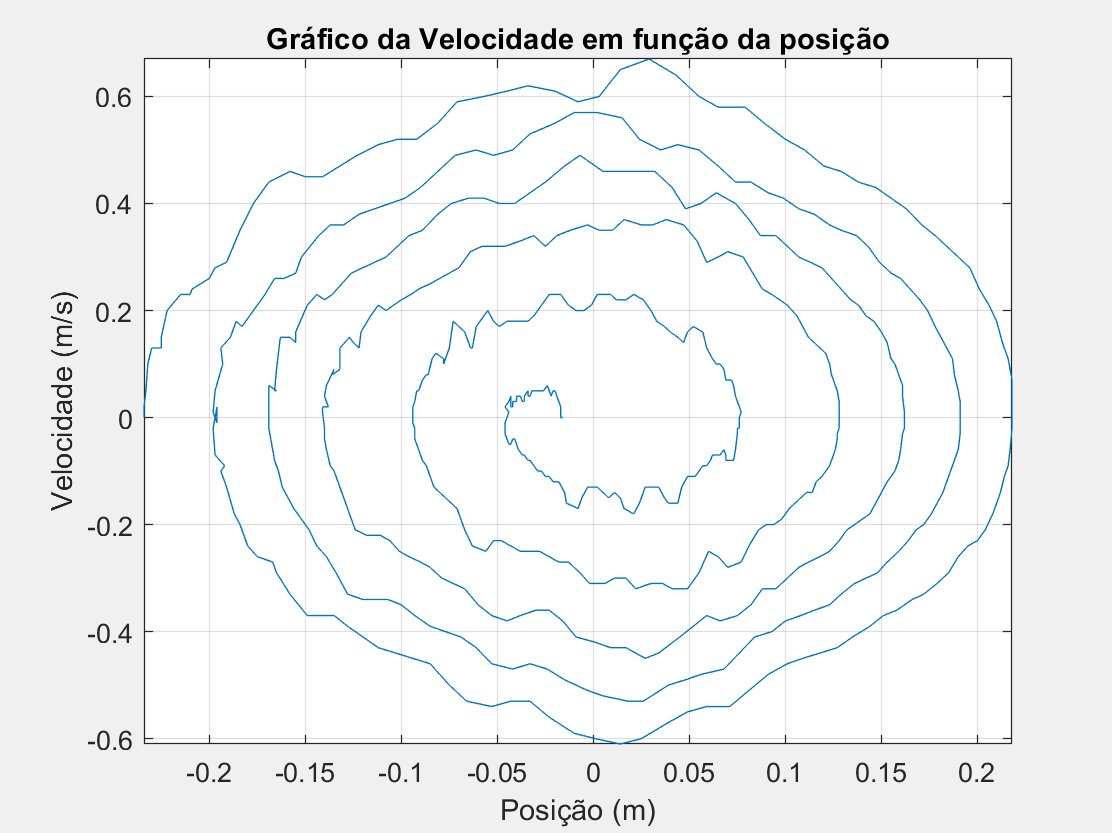 Gráfico da Velocidade em função da posição
Velocidade (m/s)
0.6
0.4
0.2
0
-0.2
-0.4
-0.6
-0.2 -0.15 -0.1 -0.05 0 0.05 0.1 0.15 0.2
Posição (m)